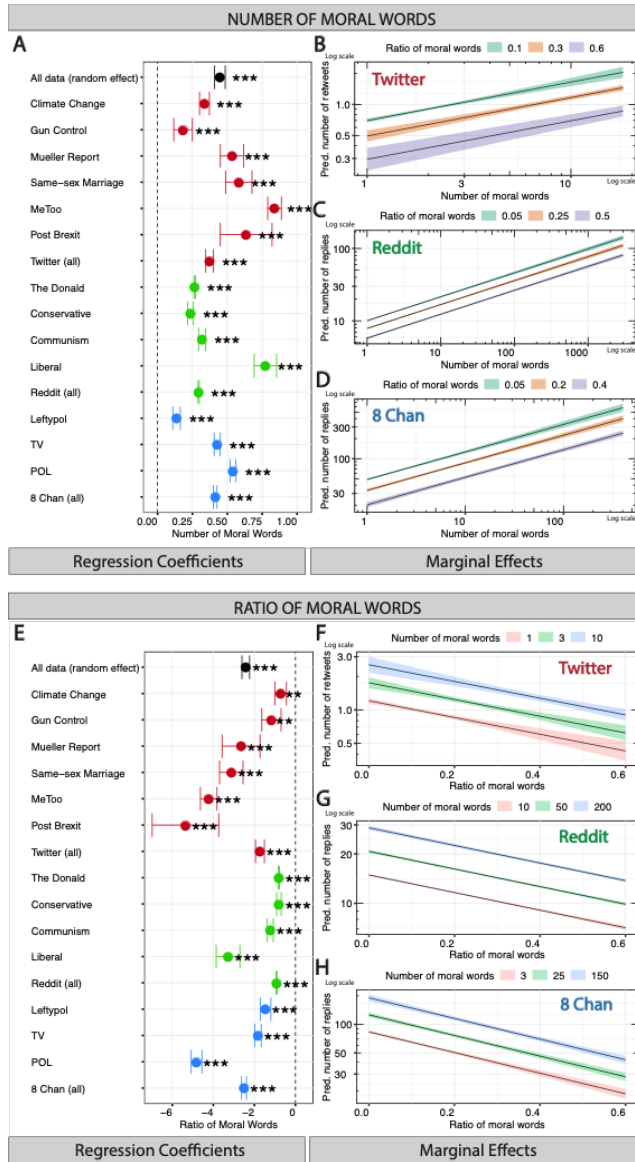 NUMBER OF MORAL WORDS
A
All data (random effect) ***
Climate Change ***
Gun Control ***
Mueller Report ***
Same-sex Marriage ***
MeToo ***
Post Brexit ***
Twitter (all) ***
The Donald ***
Conservative ***
Communism ***
Liberal ***
Reddit (all) ***
Leftypol ***
TV ***
POL ***
8 Chan (all) ***
0.00 0.25 0.50 0.75 1.00
Number of Moral Words
B
Ratio of moral words 0.1 0.3 0.6
Log scale
Twitter
Pred. number of retweets
1.0
0.5
0.3
1 3 10
Number of moral words
Log scale
C
Ratio of moral words 0.05 0.25 0.5
Log scale
Reddit
Pred. number of replies
100
30
10
1 10 100 1000
Number of moral words
Log scale
D
Ratio of moral words 0.05 0.2 0.4
Log scale
8 Chan
Pred. number of replies
300
100
30
1 10 100
Number of moral words
Log scale
Regression Coefficients
Marginal Effects
RATIO OF MORAL WORDS
E
All data (random effect) ***
Climate Change **
Gun Control **
Mueller Report ***
Same-sex Marriage ***
MeToo ***
Post Brexit ***
Twitter (all) ***
The Donald ***
Conservative ***
Communism ***
Liberal ***
Reddit (all) ***
Leftypol ***
TV ***
POL ***
8 Chan (all) ***
−6 −4 −2 0
Ratio of Moral Words
F
Number of moral words 1 3 10
Log scale
Twitter
Pred. number of retweets
3.0
1.0
0.5
0.0 0.2 0.4 0.6
Ratio of moral words
G
Number of moral words 10 50 200
Log scale
Reddit
Pred. number of replies
30
20
10
0.0 0.2 0.4 0.6
Ratio of moral words
H
Number of moral words 3 25 150
Log scale
8 Chan
Pred. number of replies
100
50
30
0.0 0.2 0.4 0.6
Ratio of moral words
Regression Coefficients
Marginal Effects